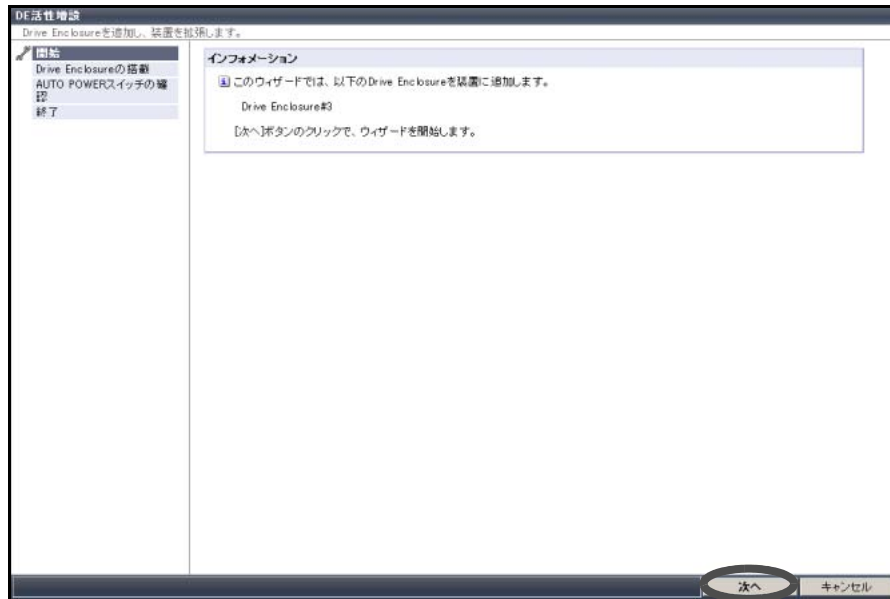 DE活性増設
Drive Enclosureを追加し、装置を拡張します。
開始
Drive Enclosureの搭載
AUTO POWERスイッチの確
認
終了
インフォメーション
このウィザードでは、以下のDrive Enclosureを装置に追加します。
Drive Enclosure#3
[次へ]ボタンのクリックで、ウィザードを開始します。
次へ
キャンセル